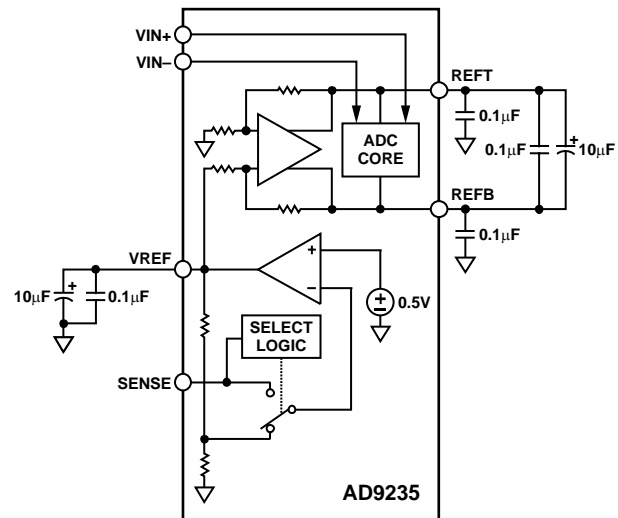 VIN+
VIN–
REFT
0.1μF
ADC
CORE
0.1μF
10μF
+
REFB
0.1μF
VREF
+
–
10μF
+
0.1μF
0.5V
SELECT
LOGIC
SENSE
AD9235